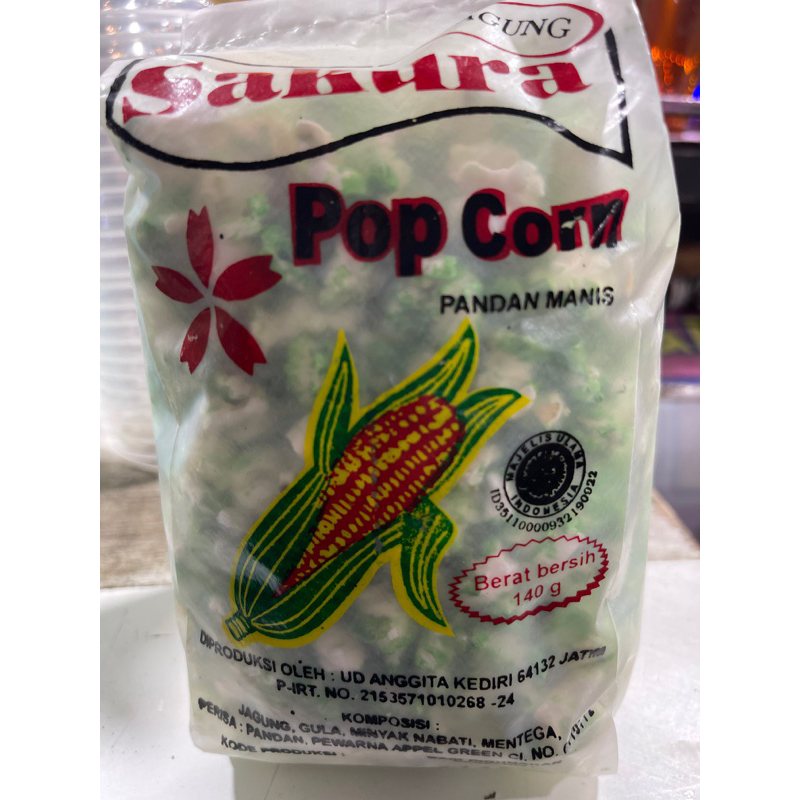 AGUNG
Sakura
Pop Corn
PANDAN MANIS
MAJELIS ULAMA
INDONESIA
ID35110000932190022
Berat bersih
140 g
DIPRODUKSI OLEH : UD ANGGITA KEDIRI 64132 JATIM
P-IRT. NO. 2153571010268 -24
KOMPOSISI :
JAGUNG, GULA, MINYAK NABATI, MENTEGA,
PERISA : PANDAN, PEWARNA APPEL GREEN CI. NO.
KODE PRODUKSI :